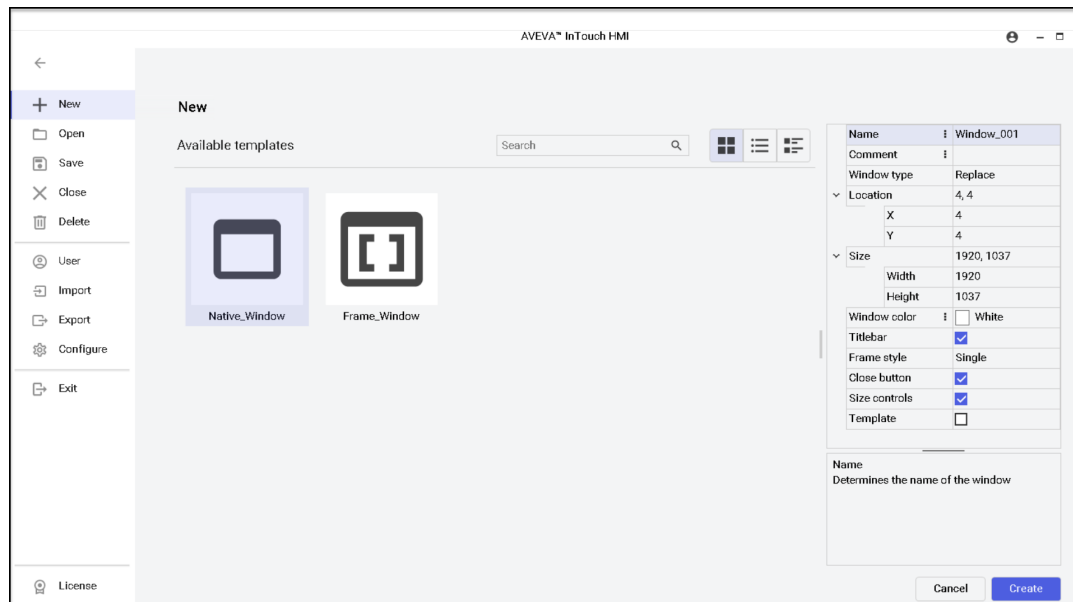 AVEVA™ InTouch HMI
New
Open
Save
Close
Delete
User
Import
Export
Configure
Exit
License
New
Available templates
Search
Native_Window
Frame_Window
Name Window_001
Comment
Window type Replace
Location 4, 4
X 4
Y 4
Size 1920, 1037
Width 1920
Height 1037
Window color White
Titlebar
Frame style Single
Close button
Size controls
Template
Name
Determines the name of the window
Cancel Create